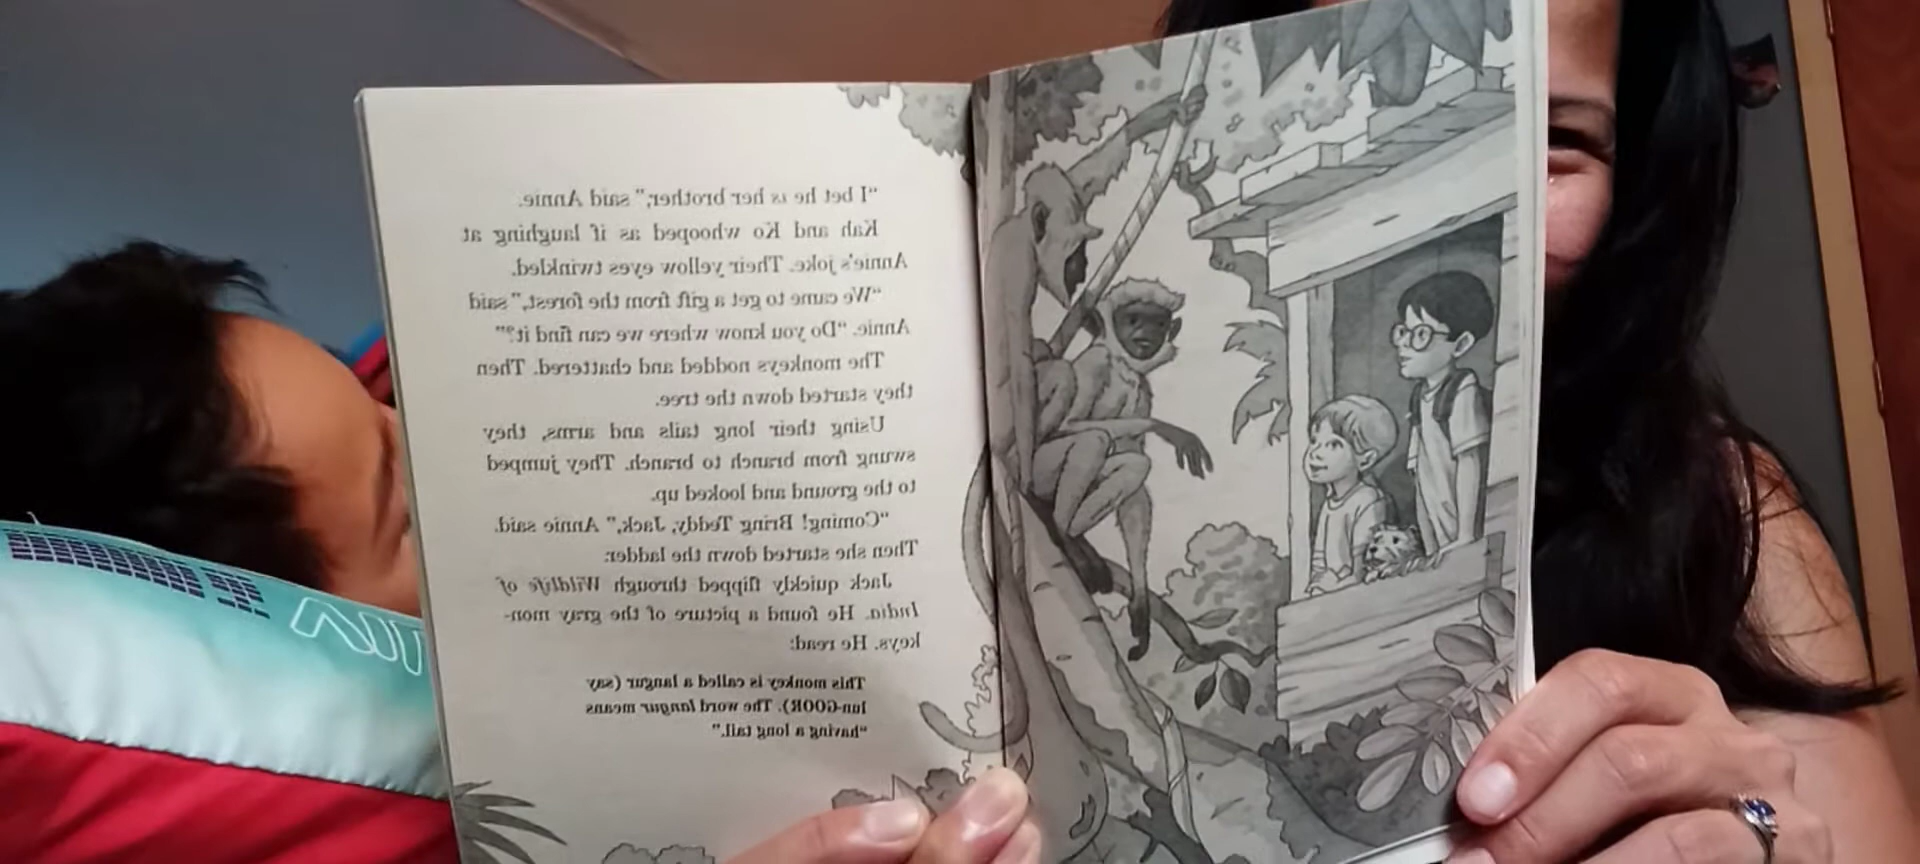 "I bet he is her brother," said Annie.
Kah and Ko whooped as if laughing at
Annie's joke. Their yellow eyes twinkled.
"We came to get a gift from the forest," said
Annie. "Do you know where we can find it?"
The monkeys nodded and chattered. Then
they started down the tree.
Using their long tails and arms, they
swung from branch to branch. They jumped
to the ground and looked up.
"Coming! Bring Teddy, Jack," Annie said.
Then she started down the ladder.
Jack quickly flipped through Wildlife of
India. He found a picture of the gray mon-
keys. He read:
This monkey is called a langur (say
lun-GOOR). The word langur means
"having a long tail."